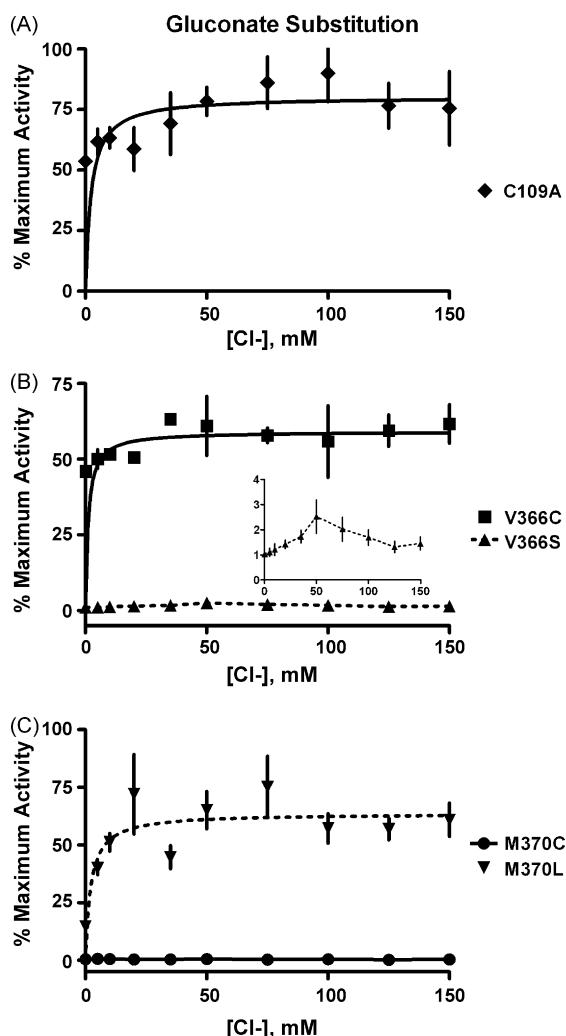 (A)
Gluconate Substitution
100
75
50
25
0
% Maximum Activity
0 50 100 150
[Cl-], mM
C109A
(B)
75
50
25
0
% Maximum Activity
4
3
2
1
0
0 50 100 150
0 50 100 150
[Cl-], mM
V366C
V366S
(C)
100
75
50
25
0
% Maximum Activity
0 50 100 150
[Cl-], mM
M370C
M370L